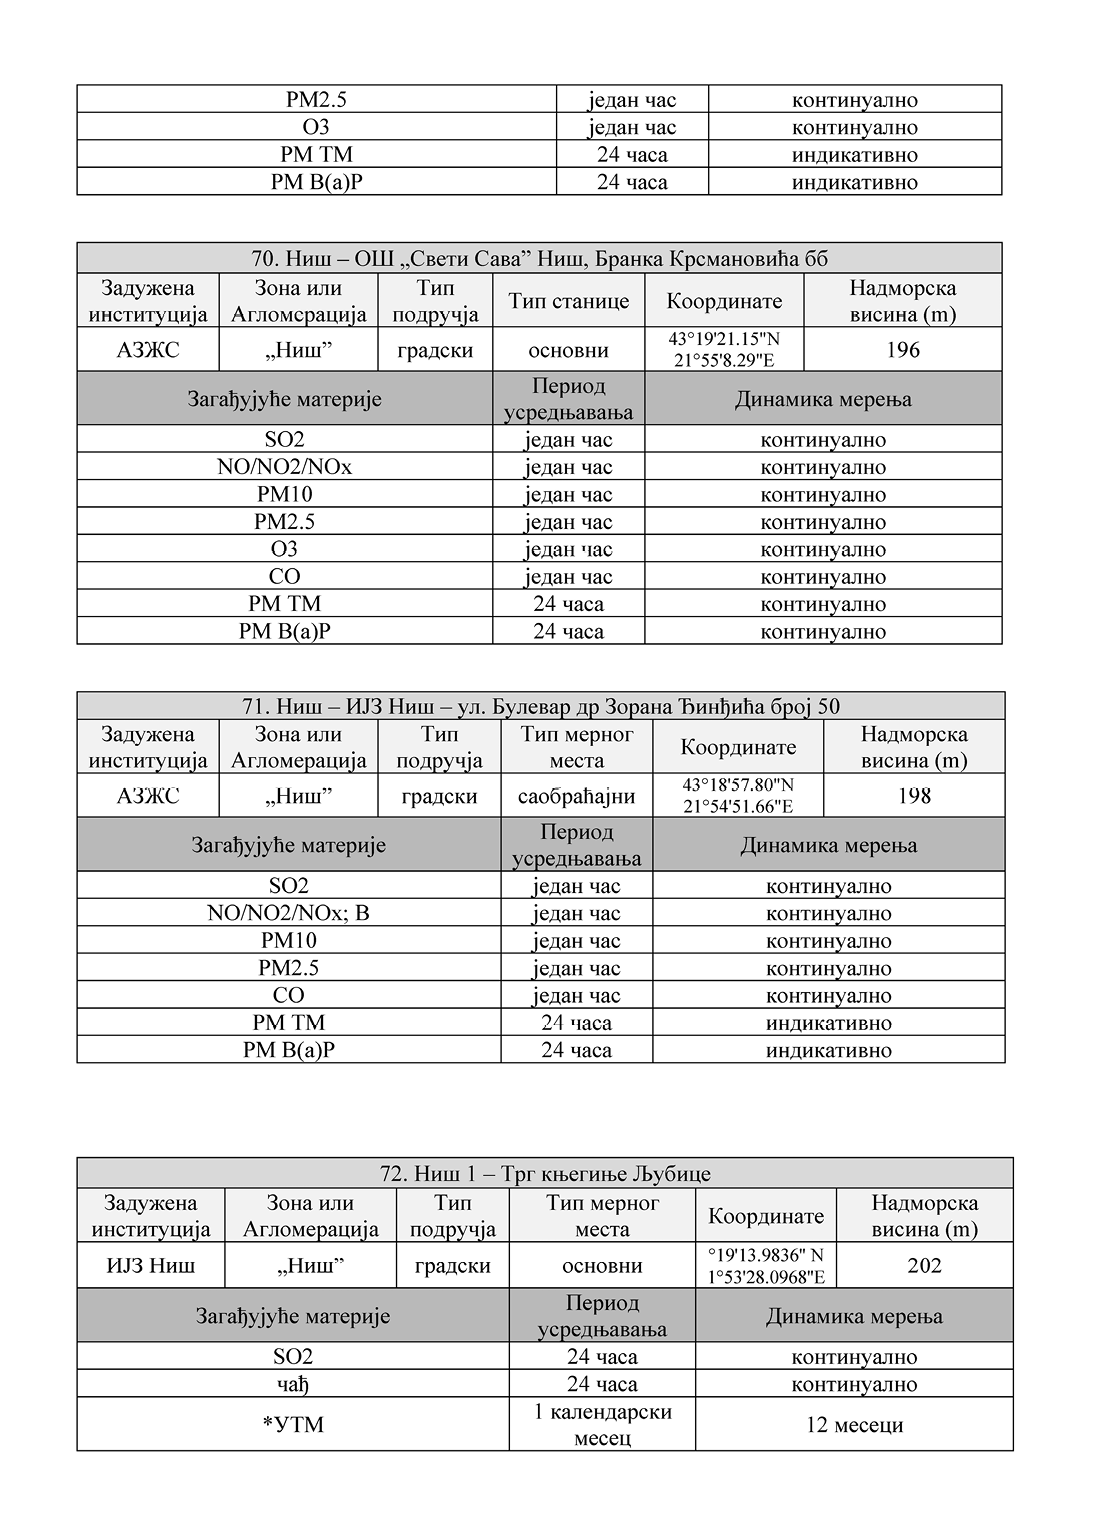 PM2.5 један час континуално
O3 један час континуално
PM TM 24 часа индикативно
PM B(a)P 24 часа индикативно
70. Ниш – ОШ „Свети Сава” Ниш, Бранка Крсмановића бб
Задужена институција Зона или Агломсрација Тип подручја Тип станице Координате Надморска висина (m)
АЗЖС „Ниш” градски основни 43°19'21.15"N 21°55'8.29"E 196
Загађујуће материје Период усредњавања Динамика мерења
SO2 један час континуално
NO/NO2/NOx један час континуално
PM10 један час континуално
PM2.5 један час континуално
O3 један час континуално
CO један час континуално
PM TM 24 часа континуално
PM B(a)P 24 часа континуално
71. Ниш – ИЈЗ Ниш – ул. Булевар др Зорана Ђинђића број 50
Задужена институција Зона или Агломерација Тип подручја Тип мерног места Координате Надморска висина (m)
АЗЖС „Ниш” градски саобраћајни 43°18'57.80"N 21°54'51.66"E 198
Загађујуће материје Период усредњавања Динамика мерења
SO2 један час континуално
NO/NO2/NOx; B један час континуално
PM10 један час континуално
PM2.5 један час континуално
CO један час континуално
PM TM 24 часа индикативно
PM B(a)P 24 часа индикативно
72. Ниш 1 – Трг књегиње Љубице
Задужена институција Зона или Агломерација Тип подручја Тип мерног места Координате Надморска висина (m)
ИЈЗ Ниш „Ниш” градски основни °19'13.9836" N 1°53'28.0968"E 202
Загађујуће материје Период усредњавања Динамика мерења
SO2 24 часа континуално
чађ 24 часа континуално
*УТМ 1 календарски месец 12 месеци